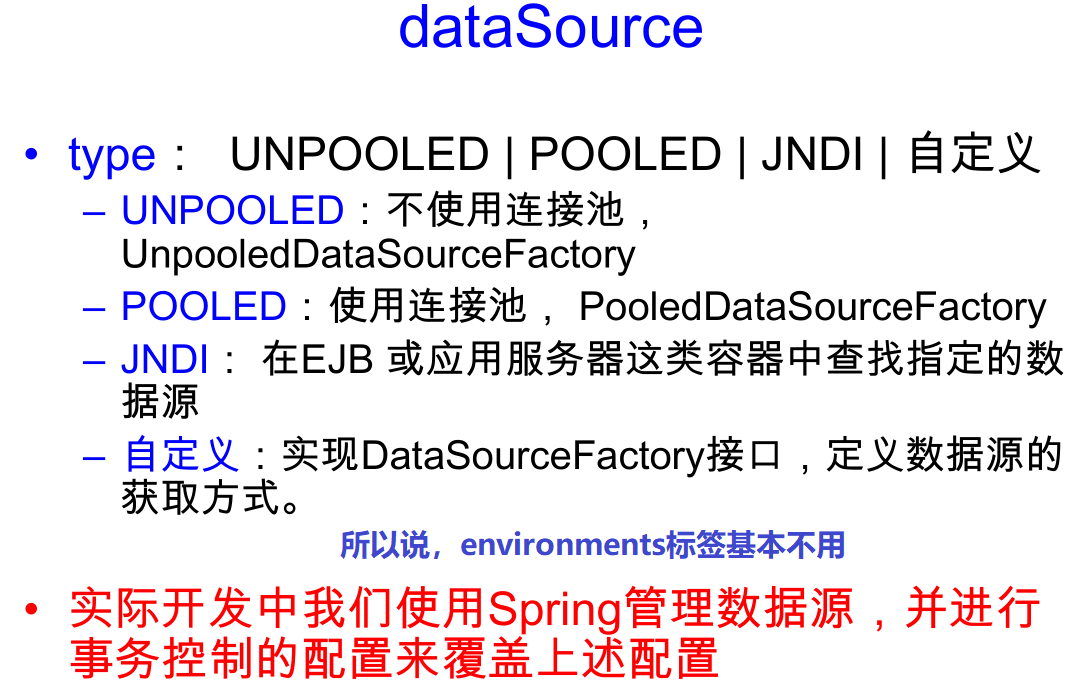 dataSource
• type： UNPOOLED | POOLED | JNDI | 自定义
– UNPOOLED：不使用连接池，
UnpooledDataSourceFactory
– POOLED：使用连接池， PooledDataSourceFactory
– JNDI： 在EJB 或应用服务器这类容器中查找指定的数
据源
– 自定义：实现DataSourceFactory接口，定义数据源的
获取方式。
所以说，environments标签基本不用
• 实际开发中我们使用Spring管理数据源，并进行
事务控制的配置来覆盖上述配置